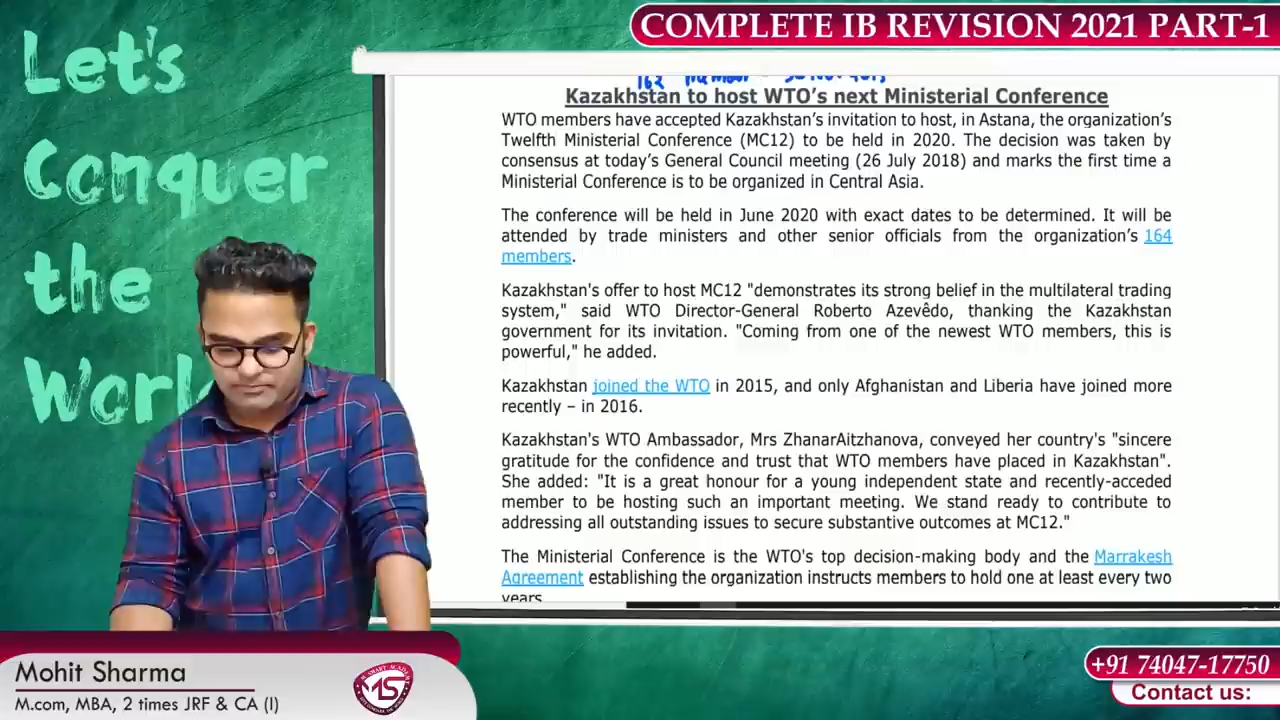 COMPLETE IB REVISION 2021 PART-1
Let's
Conquer
the
Worl
162
Kazakhstan to host WTO's next Ministerial Conference
WTO members have accepted Kazakhstan's invitation to host, in Astana, the organization's
Twelfth Ministerial Conference (MC12) to be held in 2020. The decision was taken by
consensus at today's General Council meeting (26 July 2018) and marks the first time a
Ministerial Conference is to be organized in Central Asia.
The conference will be held in June 2020 with exact dates to be determined. It will be
attended by trade ministers and other senior officials from the organization's 164
members.
Kazakhstan's offer to host MC12 "demonstrates its strong belief in the multilateral trading
system," said WTO Director-General Roberto Azevêdo, thanking the Kazakhstan
government for its invitation. "Coming from one of the newest WTO members, this is
powerful," he added.
Kazakhstan joined the WTO in 2015, and only Afghanistan and Liberia have joined more
recently – in 2016.
Kazakhstan's WTO Ambassador, Mrs ZhanarAitzhanova, conveyed her country's "sincere
gratitude for the confidence and trust that WTO members have placed in Kazakhstan".
She added: "It is a great honour for a young independent state and recently-acceded
member to be hosting such an important meeting. We stand ready to contribute to
addressing all outstanding issues to secure substantive outcomes at MC12."
The Ministerial Conference is the WTO's top decision-making body and the Marrakesh
Agreement establishing the organization instructs members to hold one at least every two
years
Mohit Sharma
M.com, MBA, 2 times JRF & CA (I)
MS
+91 74047-17750
Contact us: